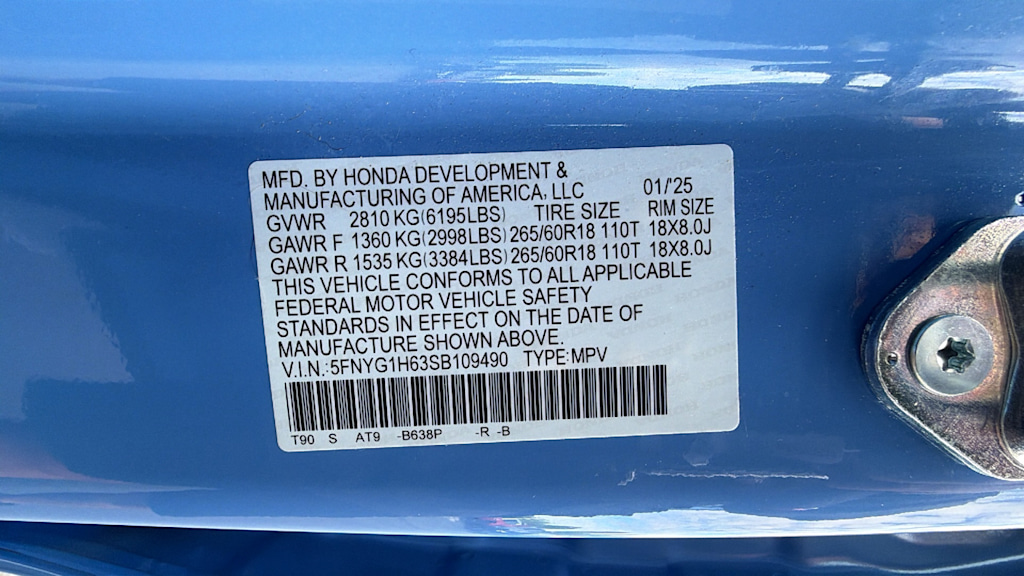 MFD. BY HONDA DEVELOPMENT &
MANUFACTURING OF AMERICA, LLC 01/'25
GVWR 2810 KG(6195LBS) TIRE SIZE RIM SIZE
GAWR F 1360 KG(2998LBS) 265/60R18 110T 18X8.0J
GAWR R 1535 KG(3384LBS) 265/60R18 110T 18X8.0J
THIS VEHICLE CONFORMS TO ALL APPLICABLE
FEDERAL MOTOR VEHICLE SAFETY
STANDARDS IN EFFECT ON THE DATE OF
MANUFACTURE SHOWN ABOVE.
V.I.N.:5FNYG1H63SB109490 TYPE:MPV
T90 S AT9 -B638P -R -B